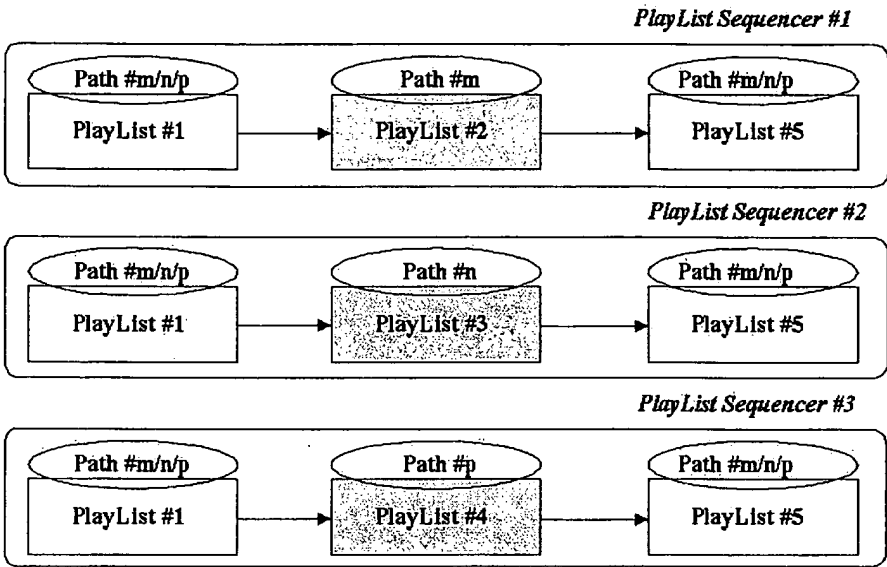 PlayList Sequencer #1
Path #m/n/p
Path #m
Path #m/n/p
PlayList #1
PlayList #2
PlayList #5
PlayList Sequencer #2
Path #m/n/p
Path #n
Path #m/n/p
PlayList #1
PlayList #3
PlayList #5
PlayList Sequencer #3
Path #m/n/p
Path #p
Path #m/n/p
PlayList #1
PlayList #4
PlayList #5